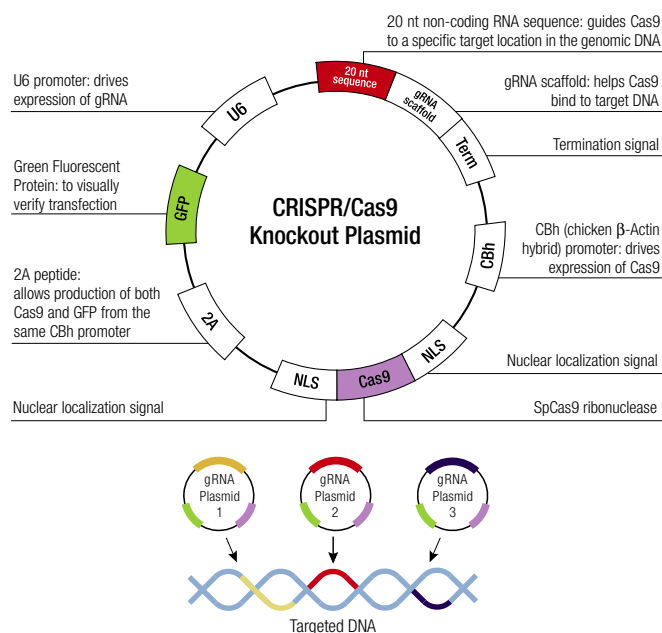 20 nt non-coding RNA sequence: guides Cas9
to a specific target location in the genomic DNA
U6 promoter: drives
expression of gRNA
20 nt
sequence
gRNA
scaffold
gRNA scaffold: helps Cas9
bind to target DNA
U6
Term
Termination signal
Green Fluorescent
Protein: to visually
verify transfection
GFP
CRISPR/Cas9
Knockout Plasmid
CBh
CBh (chicken β-Actin
hybrid) promoter: drives
expression of Cas9
2A peptide:
allows production of both
Cas9 and GFP from the
same CBh promoter
2A
NLS
Cas9
NLS
Nuclear localization signal
Nuclear localization signal
SpCas9 ribonuclease
gRNA
Plasmid
1
gRNA
Plasmid
2
gRNA
Plasmid
3
Targeted DNA